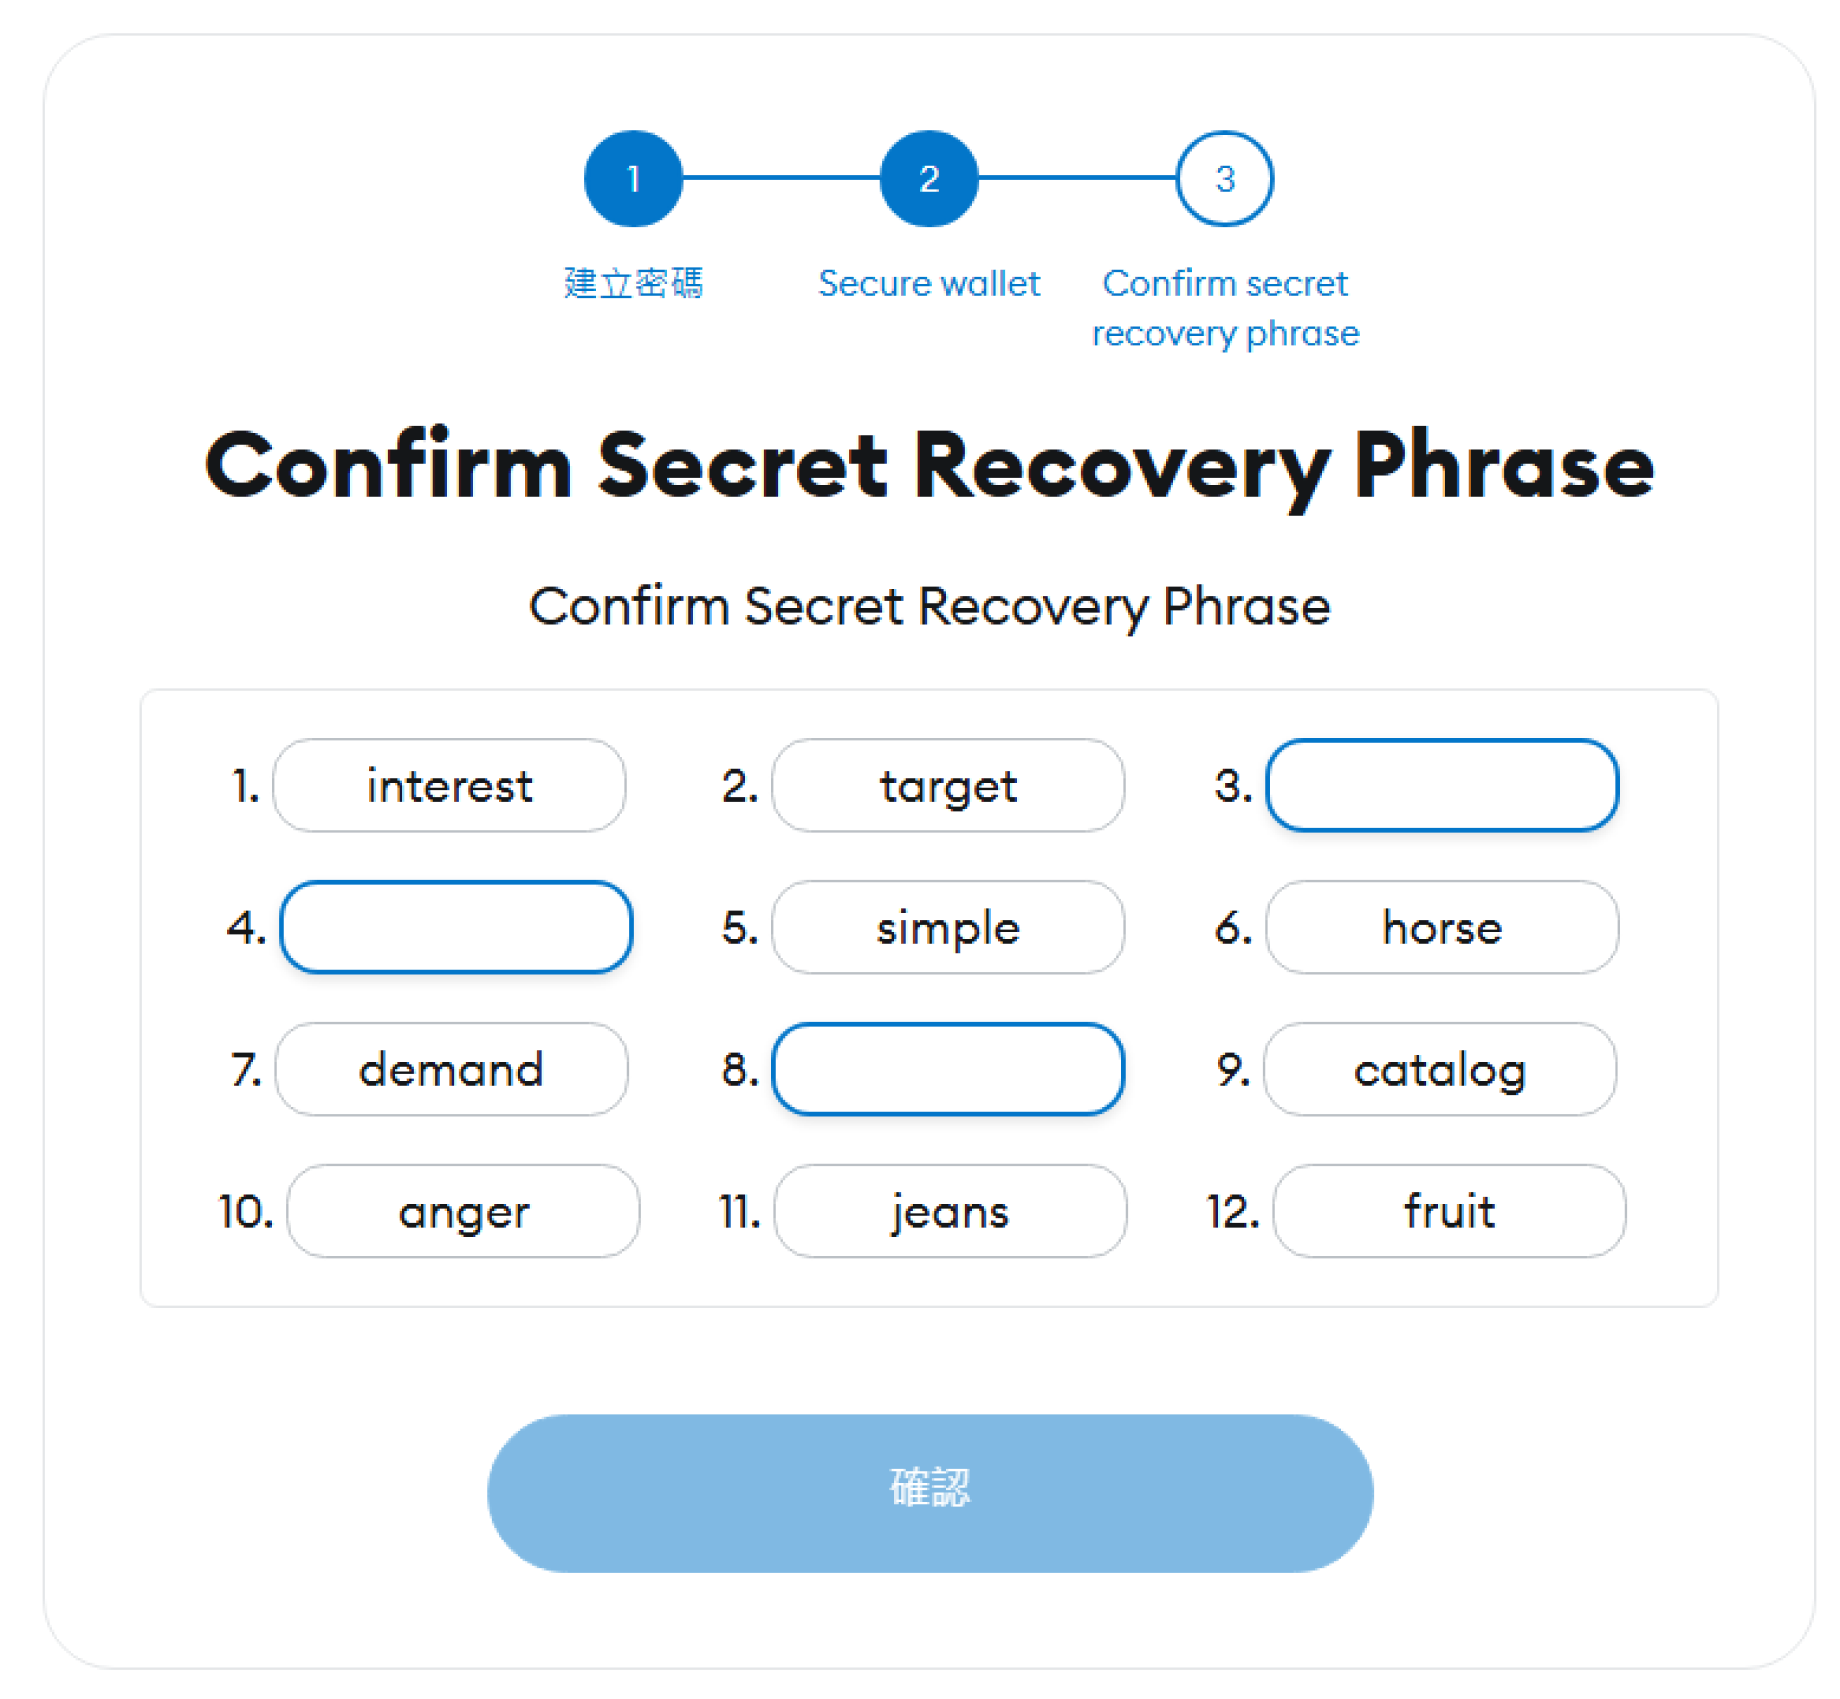 1 2 3
建立密碼 Secure wallet Confirm secret
recovery phrase
Confirm Secret Recovery Phrase
Confirm Secret Recovery Phrase
1. interest 2. target 3.
4. 5. simple 6. horse
7. demand 8. 9. catalog
10. anger 11. jeans 12. fruit
確認